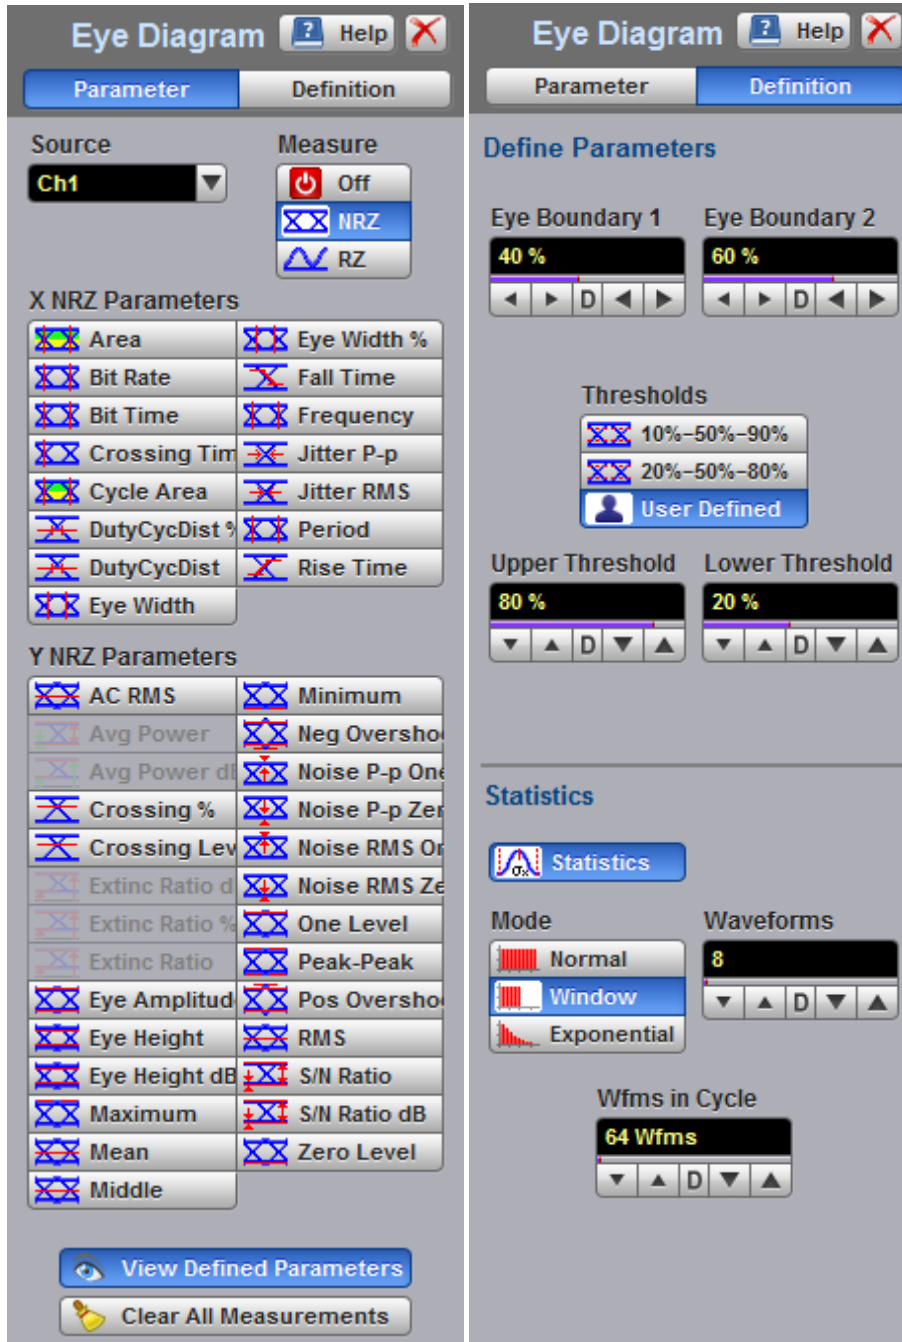 Eye Diagram Help
Parameter Definition
Source Measure
Ch1 Off
NRZ
RZ
X NRZ Parameters
Area Eye Width %
Bit Rate Fall Time
Bit Time Frequency
Crossing Tim Jitter P-p
Cycle Area Jitter RMS
DutyCycDist % Period
DutyCycDist Rise Time
Eye Width
Y NRZ Parameters
AC RMS Minimum
Avg Power Neg Oversho
Avg Power dB Noise P-p One
Crossing % Noise P-p Zer
Crossing Lev Noise RMS On
Extinc Ratio d Noise RMS Ze
Extinc Ratio % One Level
Extinc Ratio Peak-Peak
Eye Amplitud Pos Oversho
Eye Height RMS
Eye Height dB S/N Ratio
Maximum S/N Ratio dB
Mean Zero Level
Middle
View Defined Parameters
Clear All Measurements
Eye Diagram Help
Parameter Definition
Define Parameters
Eye Boundary 1 Eye Boundary 2
40 % 60 %
D D
Thresholds
10%-50%-90%
20%-50%-80%
User Defined
Upper Threshold Lower Threshold
80 % 20 %
D D
Statistics
σx Statistics
Mode Waveforms
Normal 8
Window D
Exponential
Wfms in Cycle
64 Wfms
D